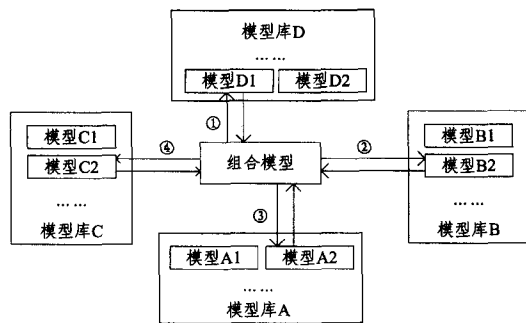 模型库D
……
模型D1 模型D2
①
模型C1
④
模型C2
……
模型库C
组合模型
②
模型B1
模型B2
……
模型库B
③
模型A1 模型A2
……
模型库A